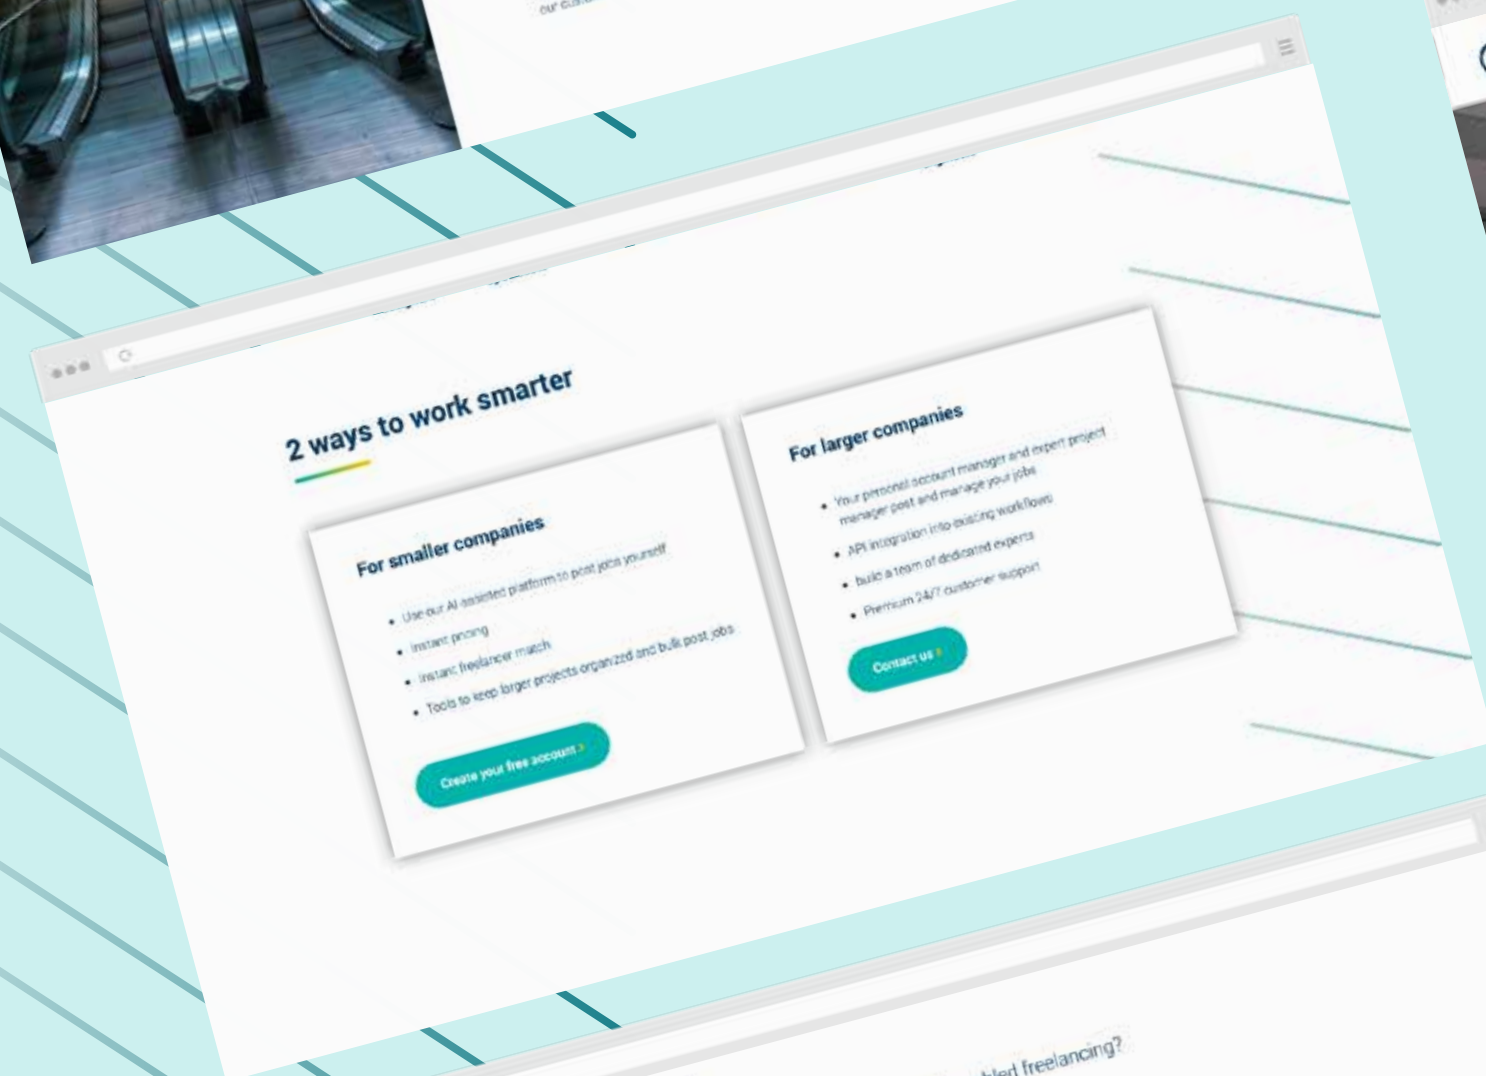 our
2 ways to work smarter
For smaller companies
Use our AI-assisted platform to post jobs yourself
Instant pricing
Instant freelancer match
Tools to keep larger projects organized and bulk post jobs
Create your free account
For larger companies
Your personal account manager and expert project
manager post and manage your jobs
API integration into existing workflows
build a team of dedicated experts
Premium 24/7 customer support
Contact us
freelancing?